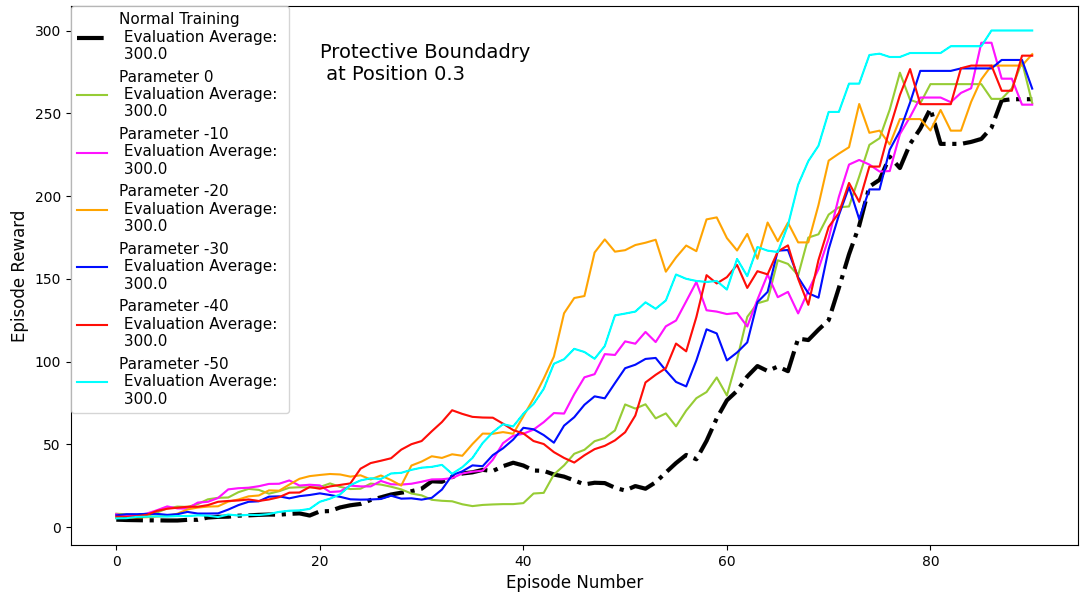 Normal Training
Evaluation Average:
300.0
Parameter 0
Evaluation Average:
300.0
Parameter -10
Evaluation Average:
300.0
Parameter -20
Evaluation Average:
300.0
Parameter -30
Evaluation Average:
300.0
Parameter -40
Evaluation Average:
300.0
Parameter -50
Evaluation Average:
300.0
Protective Boundadry
at Position 0.3
Episode Reward
300
250
200
150
100
50
0
0 20 40 60 80
Episode Number